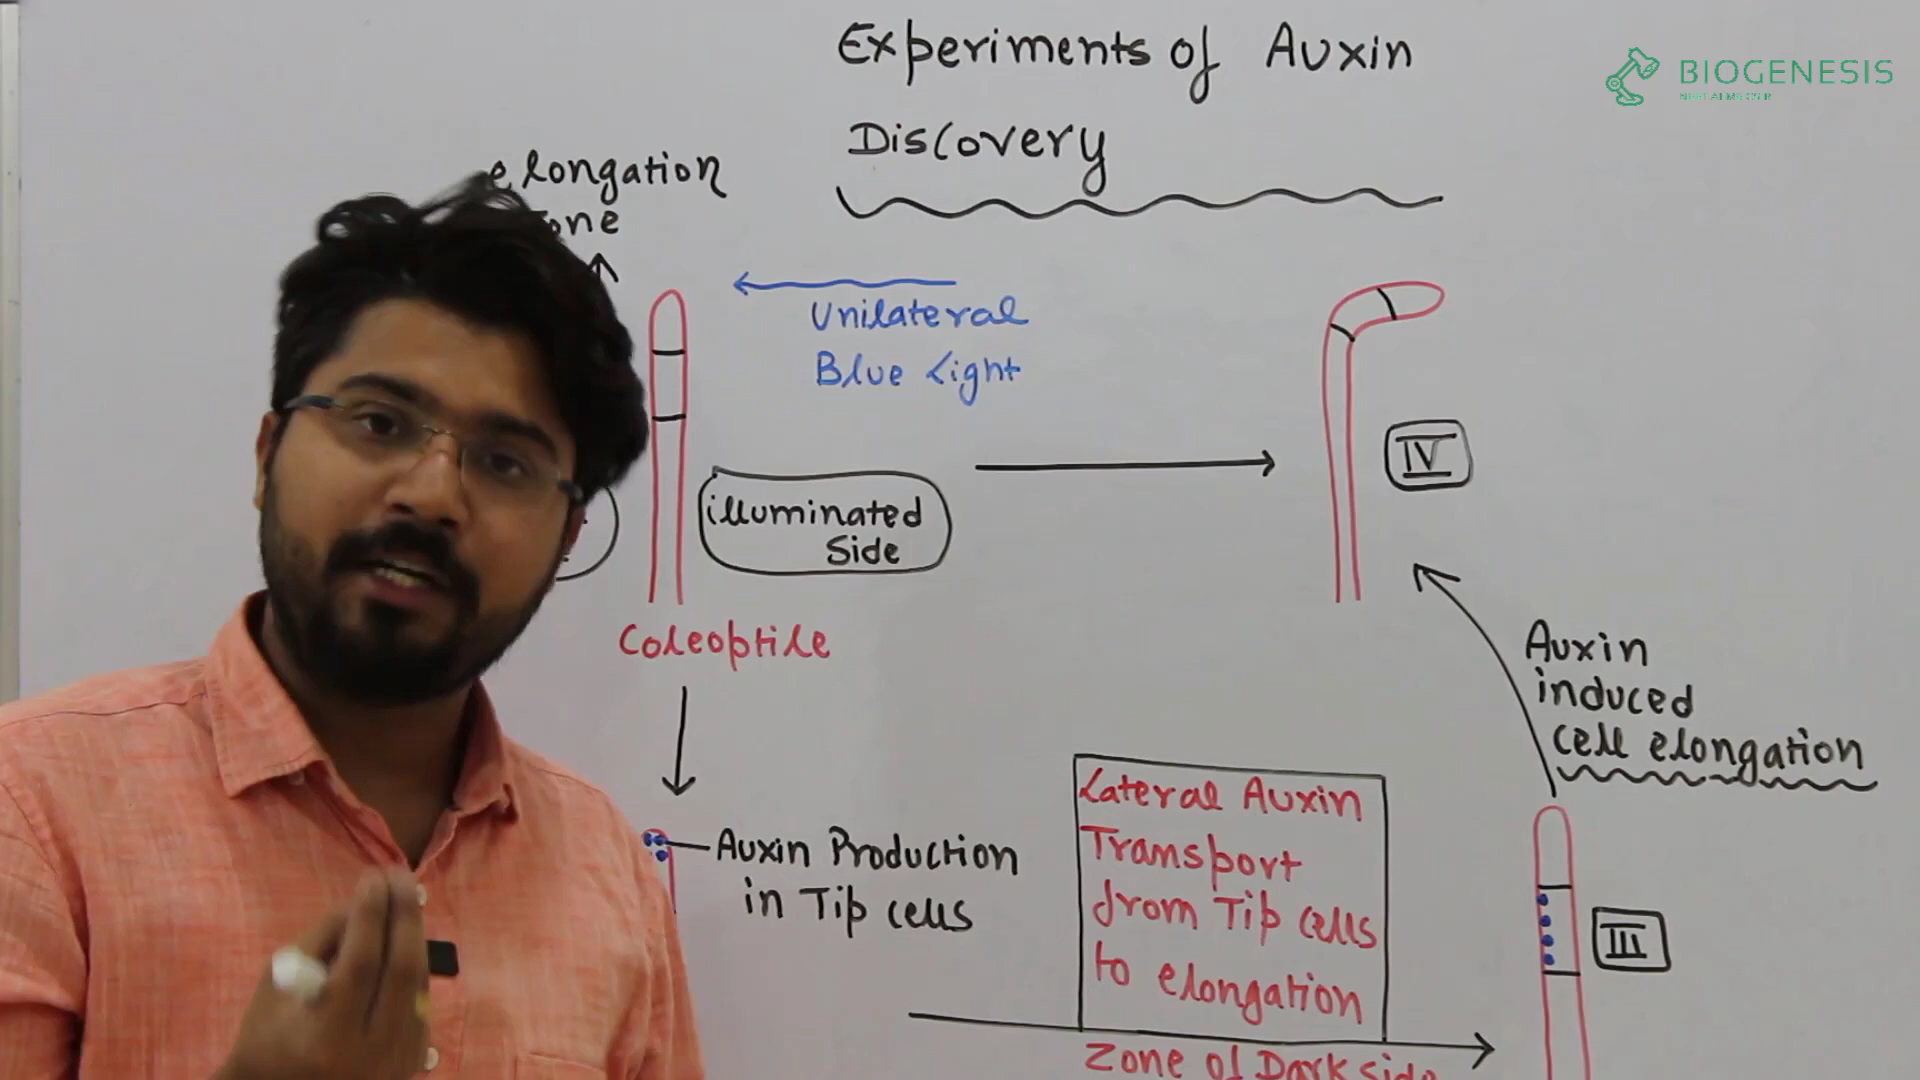 Experiments of Auxin
Discovery
BIOGENESIS
elongation
one
Unilateral
Blue Light
illuminated
Side
IV
Coleoptile
Auxin
induced
cell elongation
Auxin Production
in Tip cells
Lateral Auxin
Transport
from Tip cells
to elongation
Zone of Dark side
III